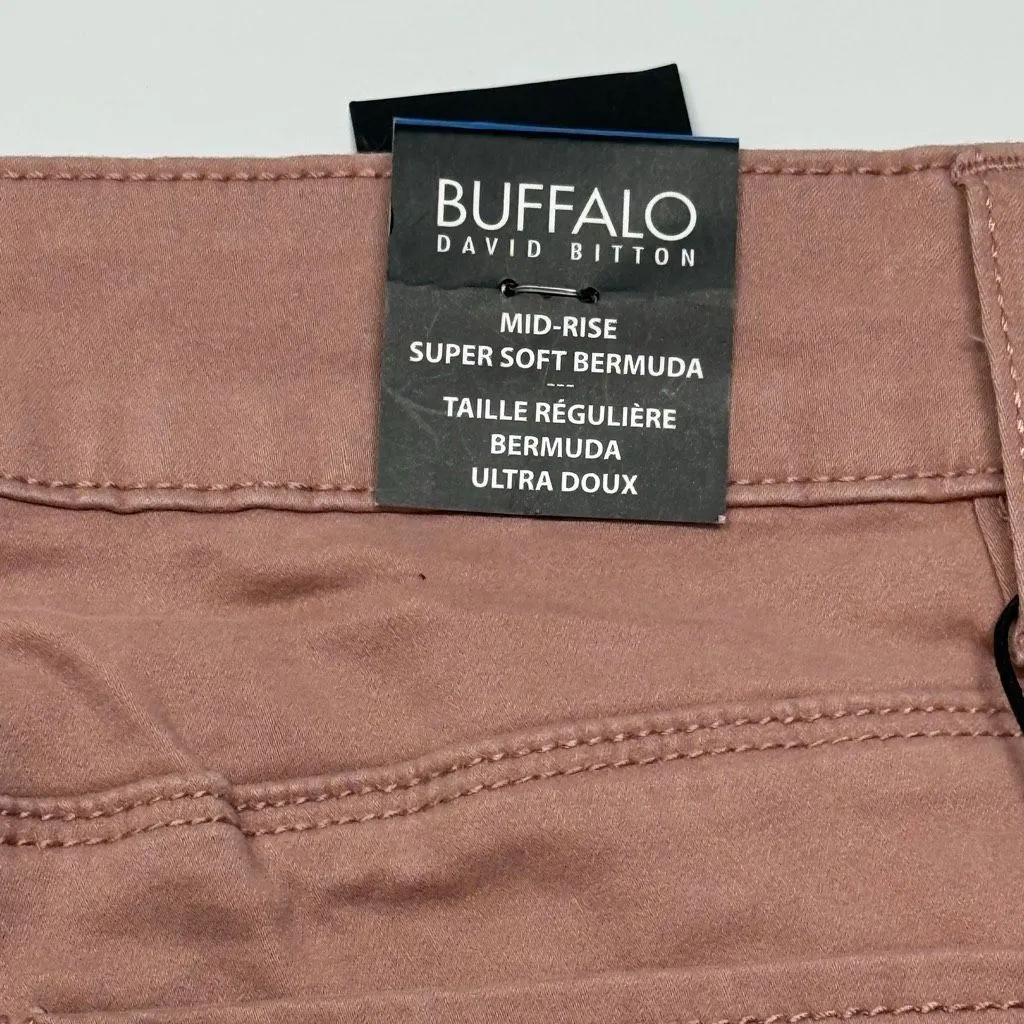 BUFFALO
DAVID BITTON
MID-RISE
SUPER SOFT BERMUDA
---
TAILLE RÉGULIÈRE
BERMUDA
ULTRA DOUX